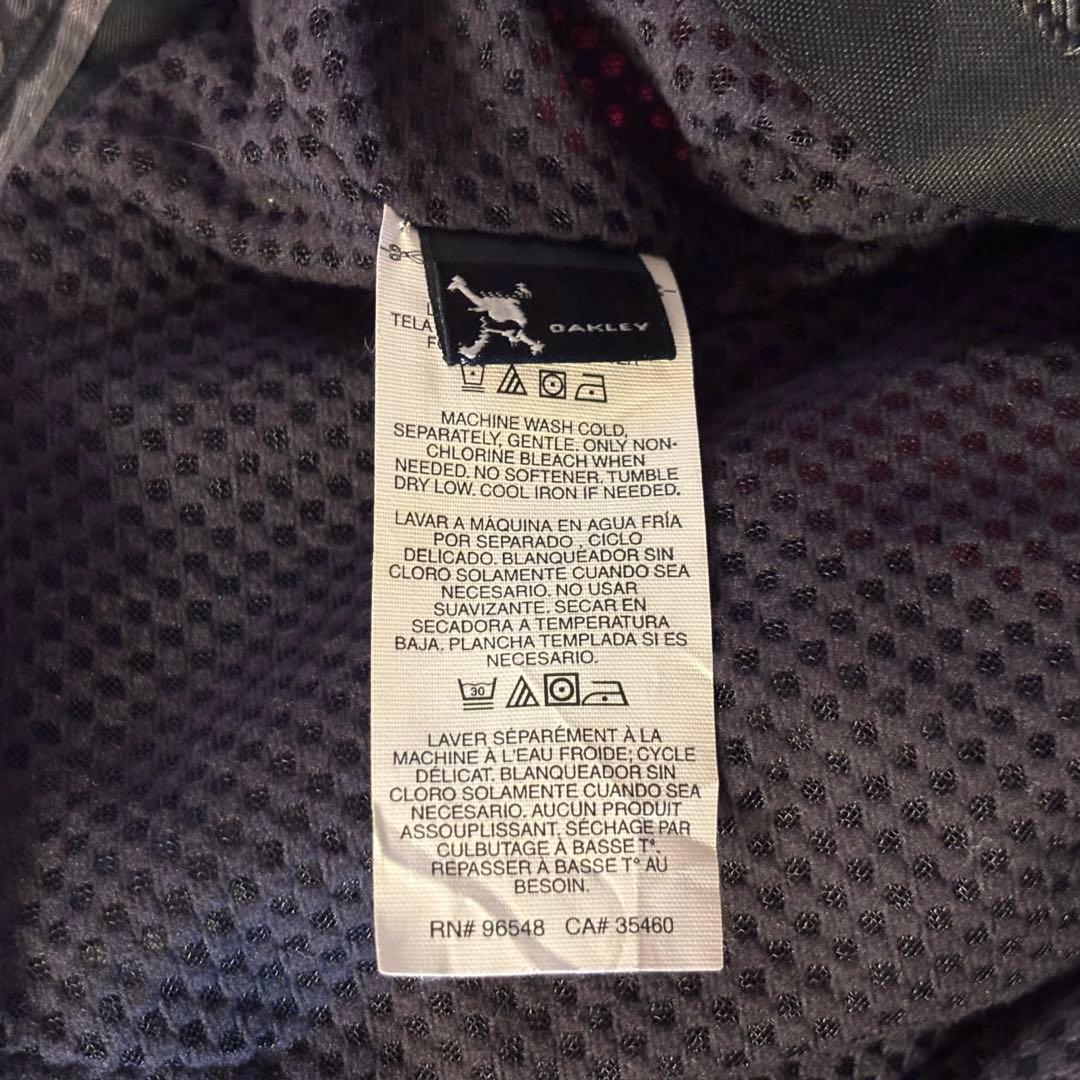 OAKLEY
TELA
MACHINE WASH COLD,
SEPARATELY, GENTLE. ONLY NON-
CHLORINE BLEACH WHEN
NEEDED. NO SOFTENER. TUMBLE
DRY LOW. COOL IRON IF NEEDED.
LAVAR A MÁQUINA EN AGUA FRÍA
POR SEPARADO , CICLO
DELICADO. BLANQUEADOR SIN
CLORO SOLAMENTE CUANDO SEA
NECESARIO. NO USAR
SUAVIZANTE. SECAR EN
SECADORA A TEMPERATURA
BAJA. PLANCHA TEMPLADA SI ES
NECESARIO.
30
LAVER SÉPARÉMENT À LA
MACHINE À L'EAU FROIDE; CYCLE
DÉLICAT. BLANQUEADOR SIN
CLORO SOLAMENTE CUANDO SEA
NECESARIO. AUCUN PRODUIT
ASSOUPLISSANT. SÉCHAGE PAR
CULBUTAGE À BASSE T°.
REPASSER À BASSE T° AU
BESOIN.
RN# 96548 CA# 35460